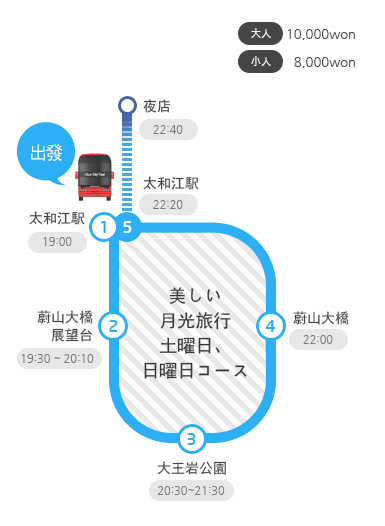 大人 10,000won
小人 8,000won
夜店
22:40
出發
太和江駅
22:20
太和江駅
19:00
1
5
美しい
月光旅行
土曜日、
日曜日コース
蔚山大橋
展望台
19:30 ~ 20:10
2
4
蔚山大橋
22:00
3
大王岩公園
20:30~21:30